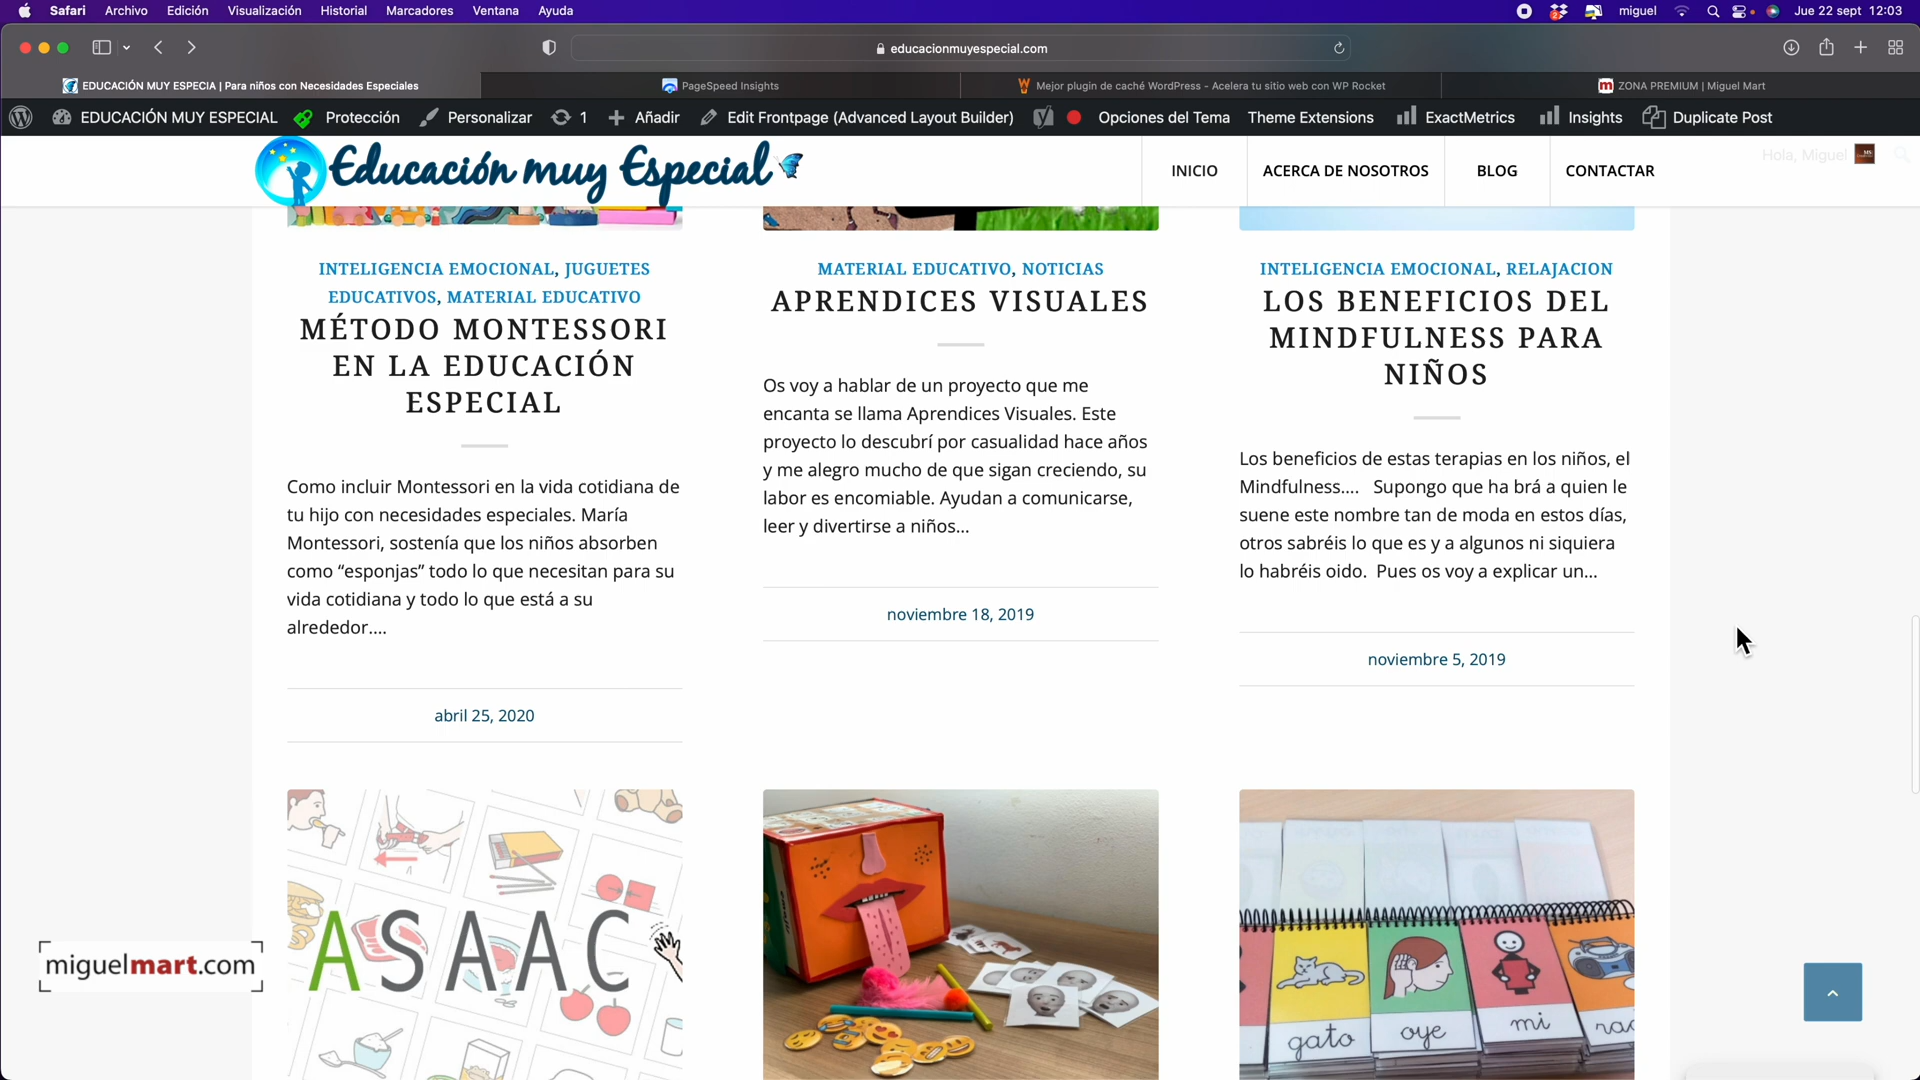 Safari Archivo Edición Visualización Historial Marcadores Ventana Ayuda
miguel Jue 22 sept 12:03
educacionmuyespecial.com
EDUCACIÓN MUY ESPECIA | Para niños con Necesidades Especiales
PageSpeed Insights
Mejor plugin de caché WordPress - Acelera tu sitio web con WP Rocket
ZONA PREMIUM | Miguel Mart
EDUCACIÓN MUY ESPECIAL Protección Personalizar 1 Añadir Edit Frontpage (Advanced Layout Builder) Opciones del Tema Theme Extensions ExactMetrics Insights Duplicate Post
Hola, Miguel
Educación muy Especial
INICIO ACERCA DE NOSOTROS BLOG CONTACTAR
INTELIGENCIA EMOCIONAL, JUGUETES
EDUCATIVOS, MATERIAL EDUCATIVO
MÉTODO MONTESSORI
EN LA EDUCACIÓN
ESPECIAL
Como incluir Montessori en la vida cotidiana de
tu hijo con necesidades especiales. María
Montessori, sostenía que los niños absorben
como “esponjas” todo lo que necesitan para su
vida cotidiana y todo lo que está a su
alrededor....
abril 25, 2020
MATERIAL EDUCATIVO, NOTICIAS
APRENDICES VISUALES
Os voy a hablar de un proyecto que me
encanta se llama Aprendices Visuales. Este
proyecto lo descubrí por casualidad hace años
y me alegro mucho de que sigan creciendo, su
labor es encomiable. Ayudan a comunicarse,
leer y divertirse a niños...
noviembre 18, 2019
INTELIGENCIA EMOCIONAL, RELAJACION
LOS BENEFICIOS DEL
MINDFULNESS PARA
NIÑOS
Los beneficios de estas terapias en los niños, el
Mindfulness.... Supongo que ha brá a quien le
suene este nombre tan de moda en estos días,
otros sabréis lo que es y a algunos ni siquiera
lo habréis oido. Pues os voy a explicar un...
noviembre 5, 2019
ASAAC
gato oye mi
miguelmart.com